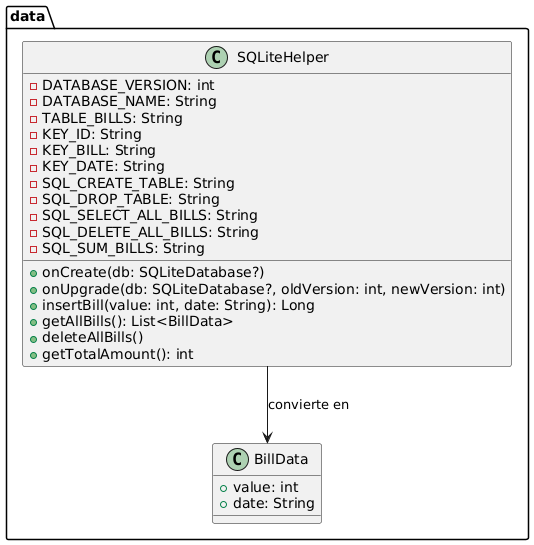 data
C SQLiteHelper
DATABASE_VERSION: int
DATABASE_NAME: String
TABLE_BILLS: String
KEY_ID: String
KEY_BILL: String
KEY_DATE: String
SQL_CREATE_TABLE: String
SQL_DROP_TABLE: String
SQL_SELECT_ALL_BILLS: String
SQL_DELETE_ALL_BILLS: String
SQL_SUM_BILLS: String
onCreate(db: SQLiteDatabase?)
onUpgrade(db: SQLiteDatabase?, oldVersion: int, newVersion: int)
insertBill(value: int, date: String): Long
getAllBills(): List<BillData>
deleteAllBills()
getTotalAmount(): int
convierte en
C BillData
value: int
date: String